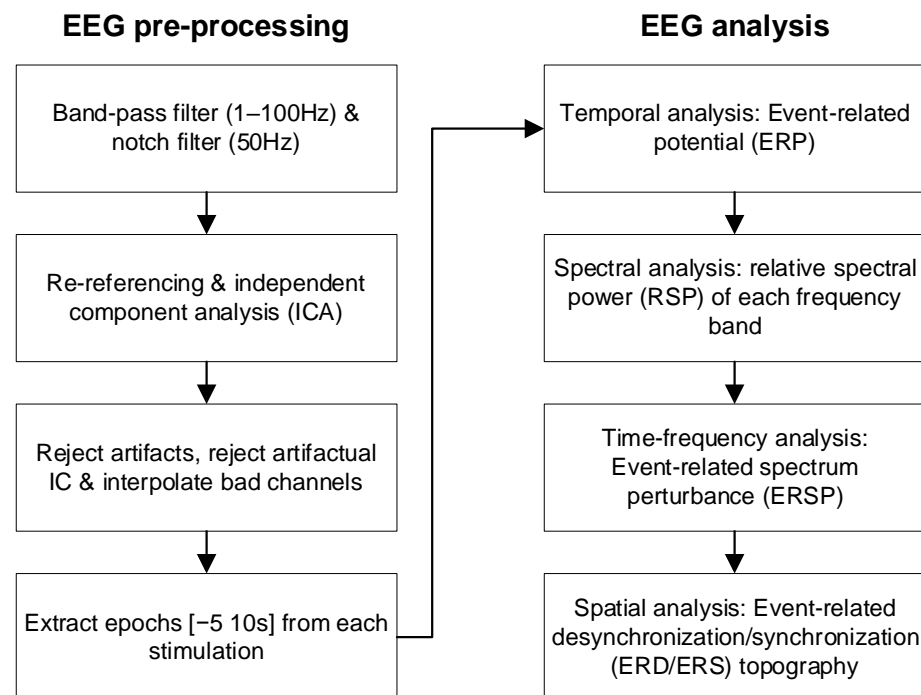 EEG pre-processing
Band-pass filter (1–100Hz) &
notch filter (50Hz)
Re-referencing & independent
component analysis (ICA)
Reject artifacts, reject artifactual
IC & interpolate bad channels
Extract epochs [−5 10s] from each
stimulation
EEG analysis
Temporal analysis: Event-related
potential (ERP)
Spectral analysis: relative spectral
power (RSP) of each frequency
band
Time-frequency analysis:
Event-related spectrum
perturbance (ERSP)
Spatial analysis: Event-related
desynchronization/synchronization
(ERD/ERS) topography